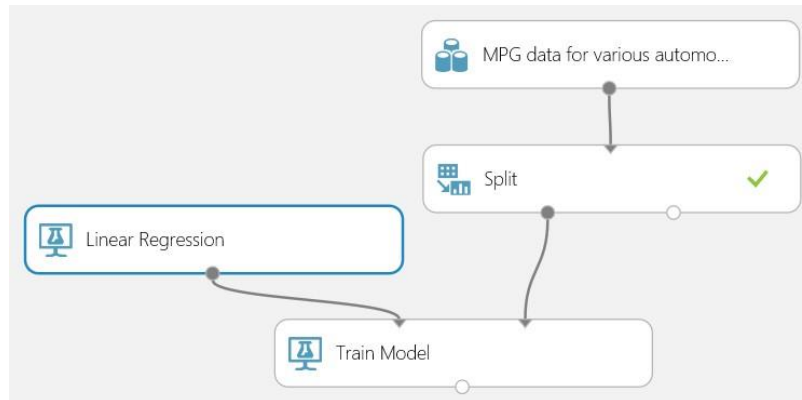 MPG data for various automo...
Split
Linear Regression
Train Model